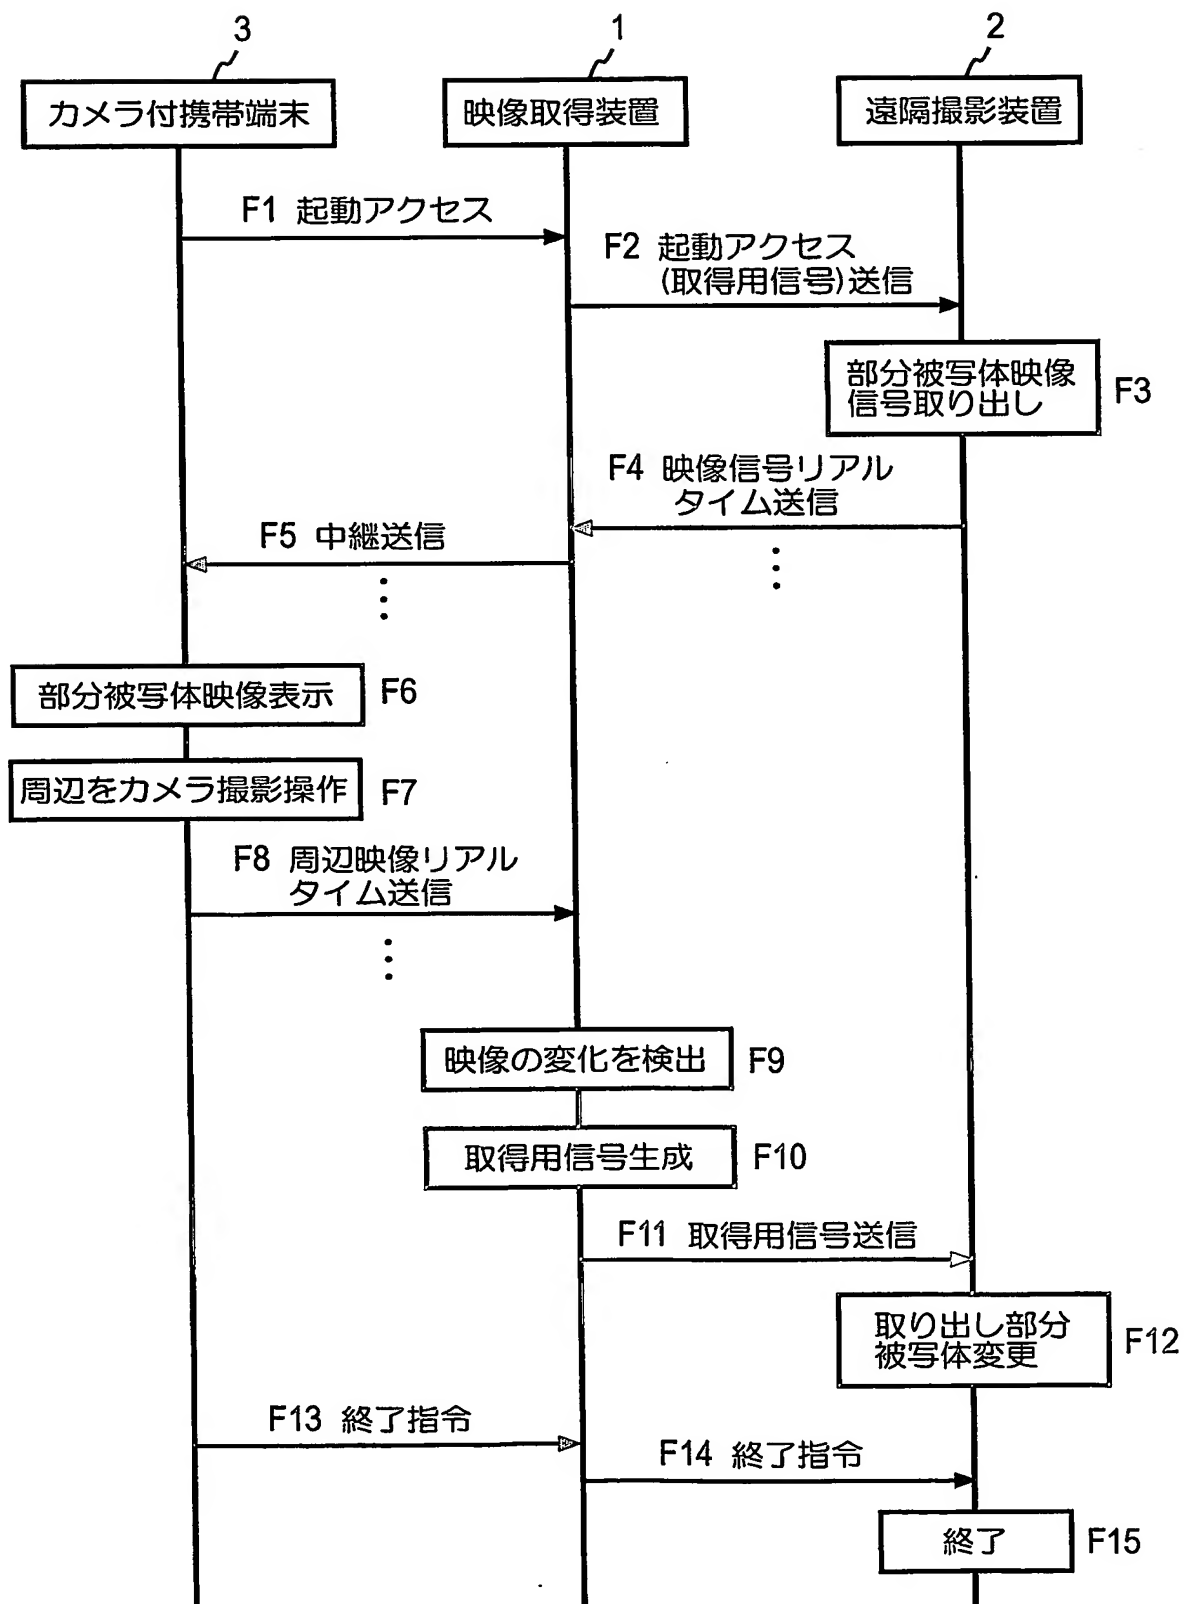 3
1
2
カメラ付携帯端末
映像取得装置
遠隔撮影装置
F1 起動アクセス
F2 起動アクセス
(取得用信号)送信
部分被写体映像
信号取り出し
F3
F4 映像信号リアル
タイム送信
F5 中継送信
部分被写体映像表示
F6
周辺をカメラ撮影操作
F7
F8 周辺映像リアル
タイム送信
映像の変化を検出
F9
取得用信号生成
F10
F11 取得用信号送信
取り出し部分
被写体変更
F12
F13 終了指令
F14 終了指令
終了
F15